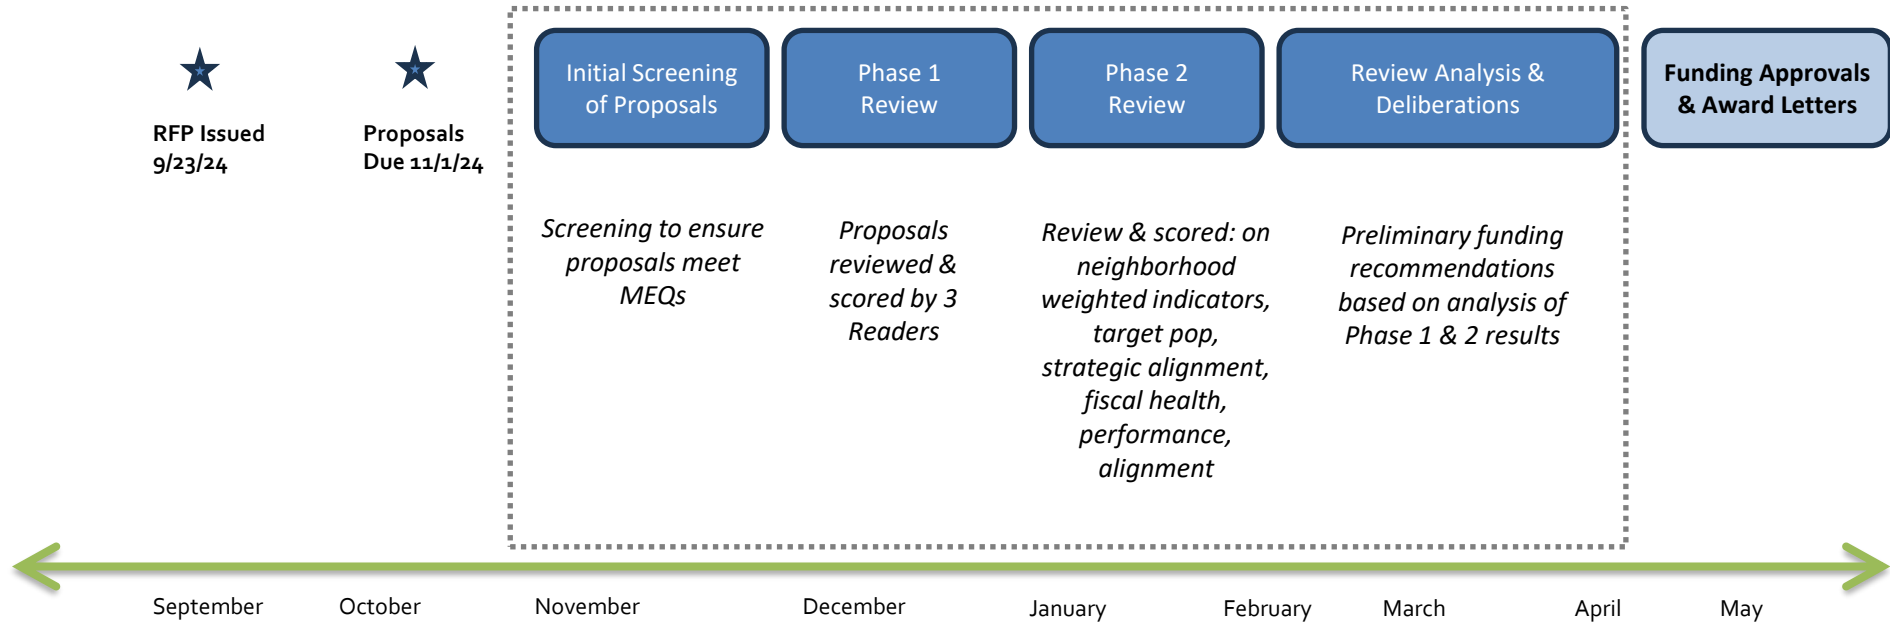 RFP Issued
9/23/24
Proposals
Due 11/1/24
Initial Screening
of Proposals
Phase 1
Review
Phase 2
Review
Review Analysis &
Deliberations
Funding Approvals
& Award Letters
Screening to ensure
proposals meet
MEQs
Proposals
reviewed &
scored by 3
Readers
Review & scored: on
neighborhood
weighted indicators,
target pop,
strategic alignment,
fiscal health,
performance,
alignment
Preliminary funding
recommendations
based on analysis of
Phase 1 & 2 results
September
October
November
December
January
February
March
April
May